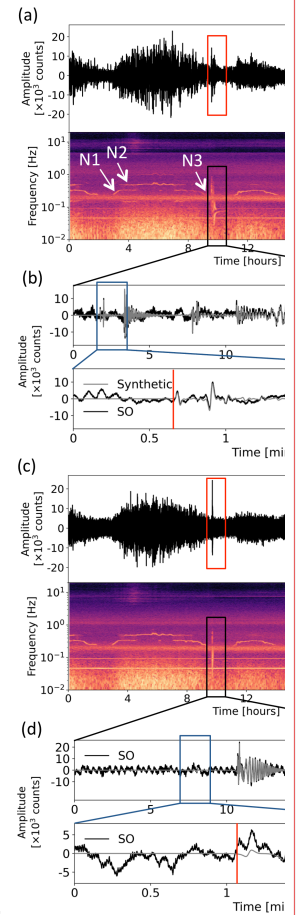 (a)
Amplitude
[×10³ counts]
20
10
0
-10
-20
Frequency [Hz]
10¹
10⁰
10⁻¹
10⁻²
N1
N2
N3
0
4
8
12
Time [hours]
(b)
Amplitude
[×10³ counts]
10
0
-10
0
5
10
10
0
-10
Synthetic
SO
0
0.5
1
Time [mi
(c)
Amplitude
[×10³ counts]
20
10
0
-10
-20
Frequency [Hz]
10¹
10⁰
10⁻¹
10⁻²
0
4
8
12
Time [hours]
(d)
Amplitude
[×10³ counts]
20
10
0
-10
SO
0
5
10
5
0
-5
SO
0
0.5
1
Time [mi